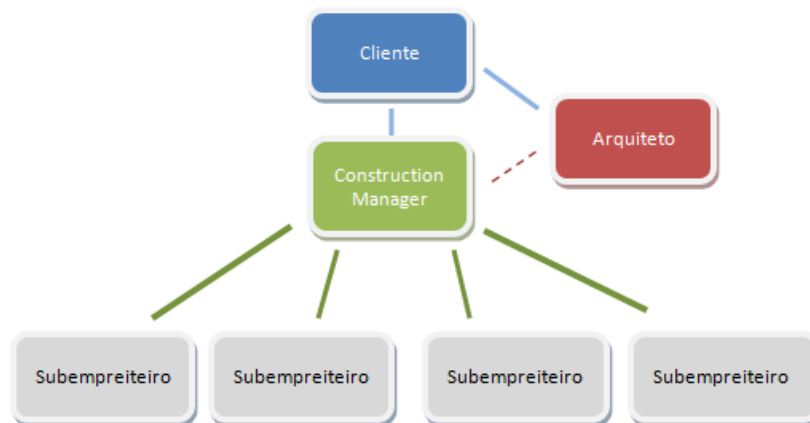 Cliente
Arquiteto
Construction
Manager
Subempreiteiro
Subempreiteiro
Subempreiteiro
Subempreiteiro